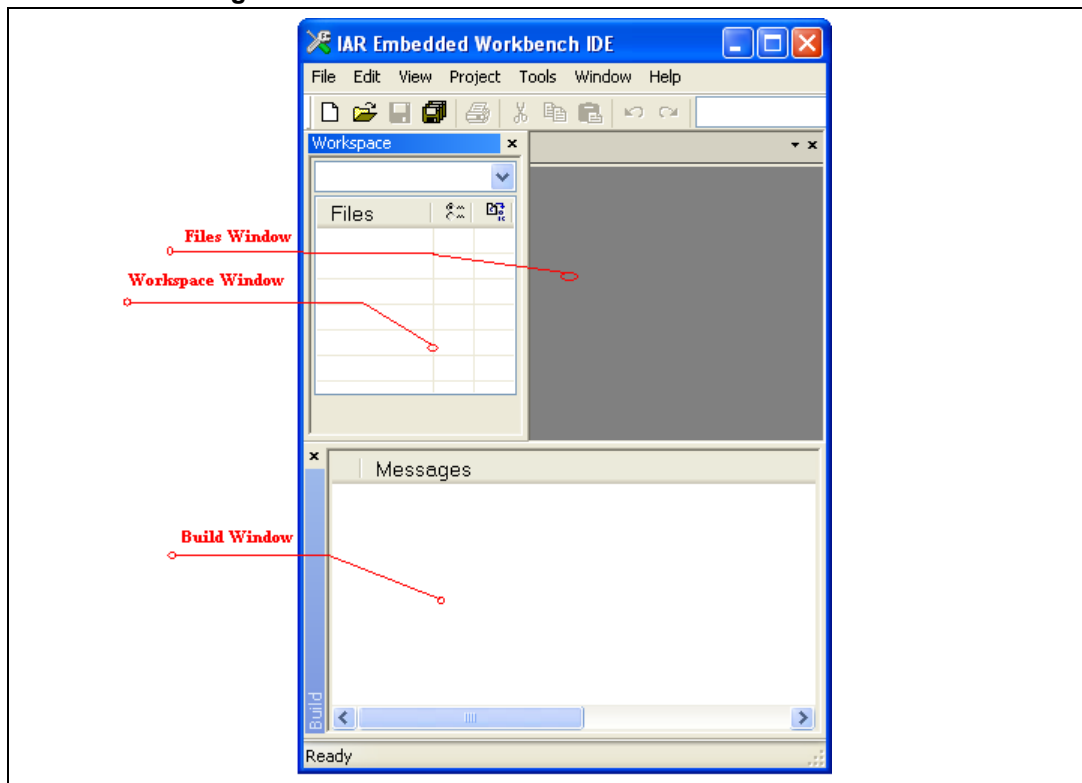 IAR Embedded Workbench IDE
File Edit View Project Tools Window Help
Workspace
Files
Files Window
Workspace Window
Messages
Build Window
Build
Ready